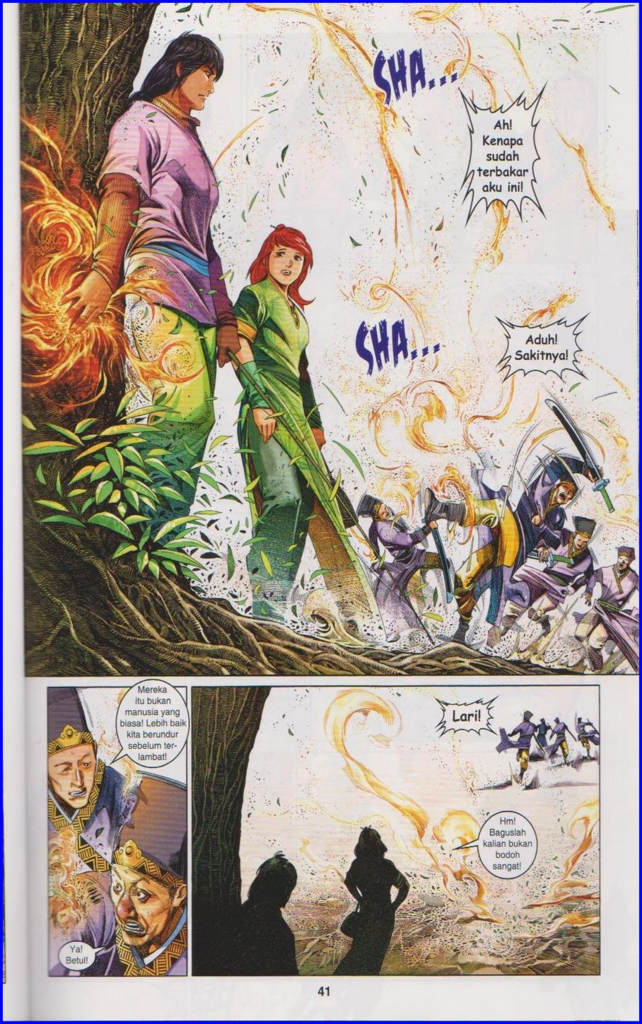 SHA...
Ah!
Kenapa
sudah
terbakar
aku ini!
SHA...
Aduh!
Sakitnya!
Mereka
itu bukan
manusia yang
biasa! Lebih baik
kita berundur
sebelum ter-
lambat!
Ya!
Betul!
Lari!
Hm!
Baguslah
kalian bukan
bodoh
sangat!
41